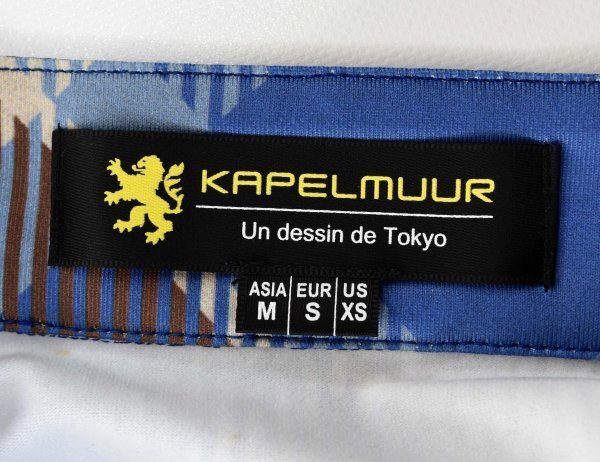 KAPELMUUR
Un dessin de Tokyo
ASIA EUR US
M S XS